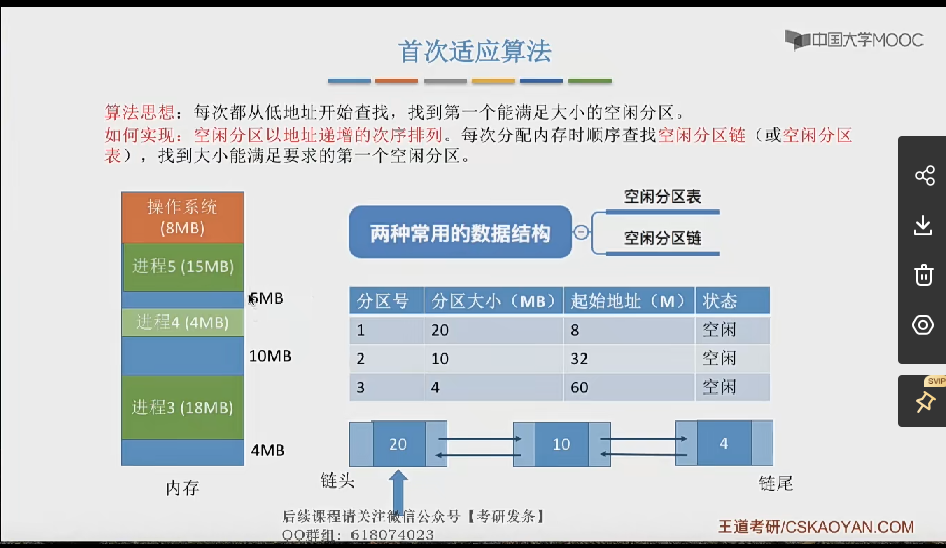 中国大学MOOC
首次适应算法
算法思想：每次都从低地址开始查找，找到第一个能满足大小的空闲分区。
如何实现：空闲分区以地址递增的次序排列。每次分配内存时顺序查找空闲分区链（或空闲分区
表），找到大小能满足要求的第一个空闲分区。
操作系统
(8MB)
进程5 (15MB)
5MB
进程4 (4MB)
10MB
进程3 (18MB)
4MB
内存
两种常用的数据结构
空闲分区表
空闲分区链
分区号 分区大小（MB） 起始地址（M） 状态
1 20 8 空闲
2 10 32 空闲
3 4 60 空闲
20 10 4
链头 链尾
后续课程请关注微信公众号【考研发条】
QQ群组：618074023
王道考研/CSKAOYAN.COM
SVIP